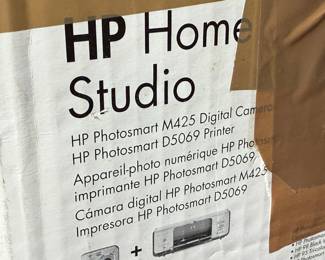 HP Home
Studio
HP Photosmart M425 Digital Camera
HP Photosmart D5069 Printer
Appareil-photo numérique HP Photosm
imprimante HP Photosmart D5069
Cámara digital HP Photosmart M425
Impresora HP Photosmart D5069
+